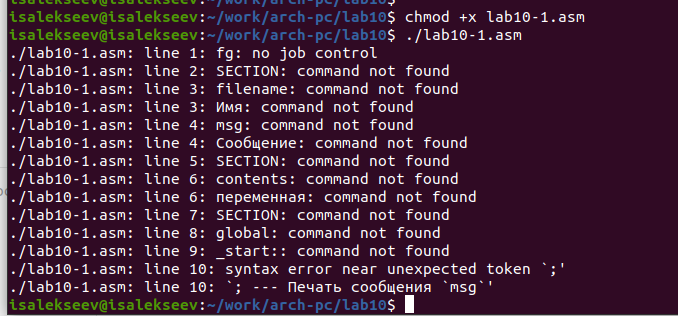 isalekseev@isalekseev:~/work/arch-pc/lab10$ chmod +x lab10-1.asm
isalekseev@isalekseev:~/work/arch-pc/lab10$ ./lab10-1.asm
./lab10-1.asm: line 1: fg: no job control
./lab10-1.asm: line 2: SECTION: command not found
./lab10-1.asm: line 3: filename: command not found
./lab10-1.asm: line 3: Имя: command not found
./lab10-1.asm: line 4: msg: command not found
./lab10-1.asm: line 4: Сообщение: command not found
./lab10-1.asm: line 5: SECTION: command not found
./lab10-1.asm: line 6: contents: command not found
./lab10-1.asm: line 6: переменная: command not found
./lab10-1.asm: line 7: SECTION: command not found
./lab10-1.asm: line 8: global: command not found
./lab10-1.asm: line 9: _start:: command not found
./lab10-1.asm: line 10: syntax error near unexpected token `;'
./lab10-1.asm: line 10: `; --- Печать сообщения `msg`'
isalekseev@isalekseev:~/work/arch-pc/lab10$